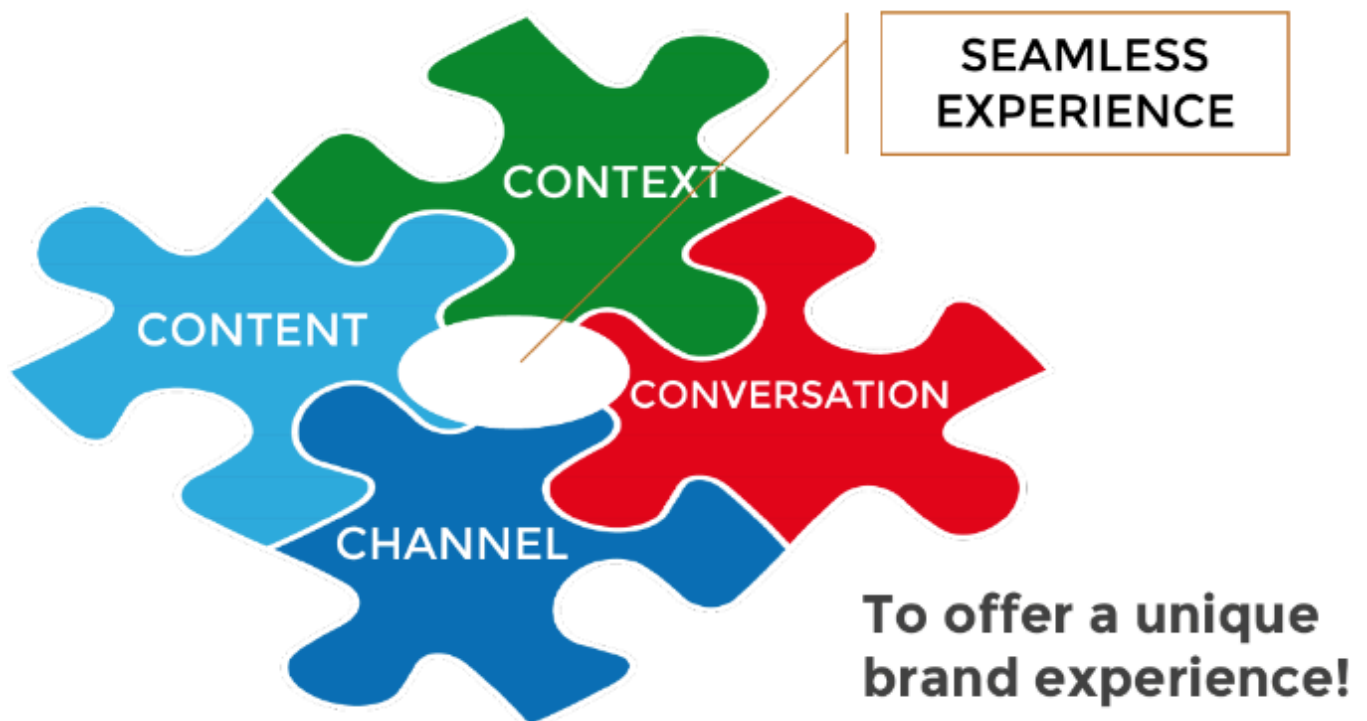 SEAMLESS
EXPERIENCE
CONTEXT
CONTENT
CONVERSATION
CHANNEL
To offer a unique
brand experience!